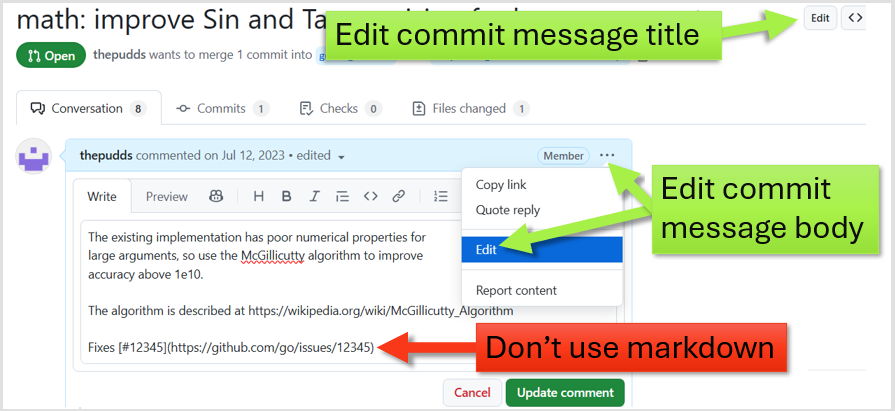 math: improve Sin and Ta
Edit commit message title
Edit
Open
thepudds wants to merge 1 commit into
Conversation 8
Commits 1
Checks 0
Files changed 1
thepudds commented on Jul 12, 2023 • edited
Member
Copy link
Quote reply
Edit
Report content
Edit commit
message body
Write
Preview
H B I
The existing implementation has poor numerical properties for
large arguments, so use the McGillicutty algorithm to improve
accuracy above 1e10.
The algorithm is described at https://wikipedia.org/wiki/McGillicutty_Algorithm
Fixes [#12345](https://github.com/go/issues/12345)
Don’t use markdown
Cancel
Update comment